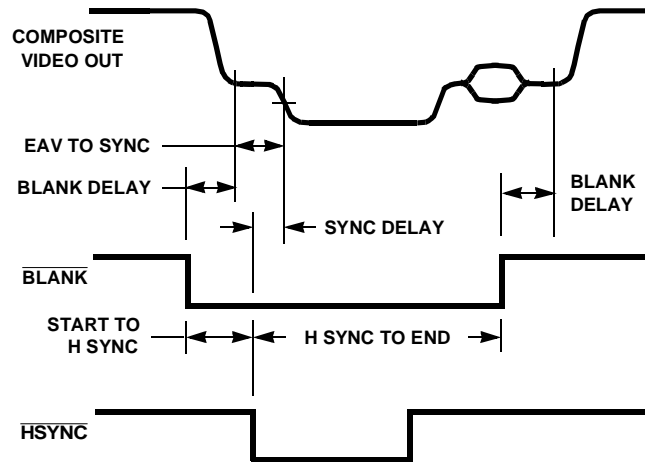 COMPOSITE
VIDEO OUT
EAV TO SYNC
BLANK DELAY
BLANK
DELAY
SYNC DELAY
BLANK
START TO
H SYNC
H SYNC TO END
HSYNC